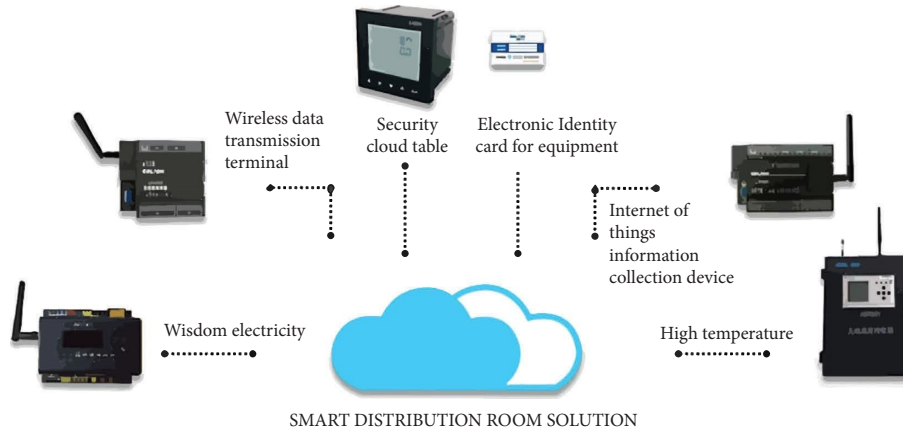 Wireless data
transmission
terminal
Security
cloud table
Electronic Identity
card for equipment
Internet of
things
information
collection device
Wisdom electricity
High temperature
SMART DISTRIBUTION ROOM SOLUTION